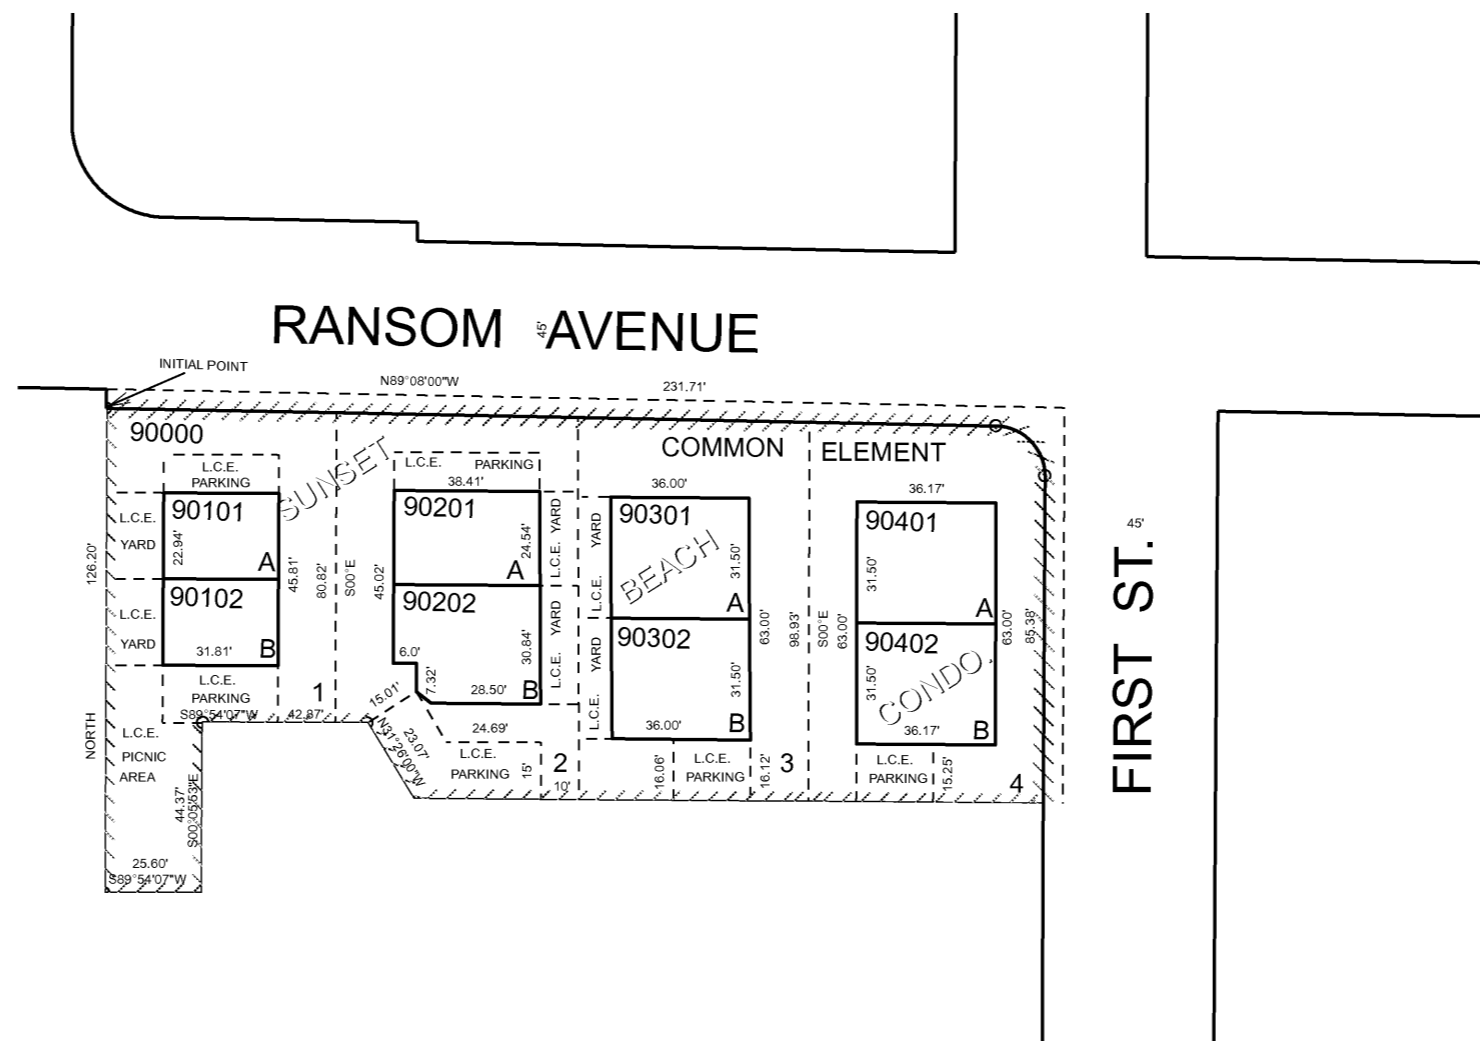 RANSOM 45' AVENUE
INITIAL POINT
N89°08'00"W 231.71'
90000
COMMON ELEMENT
SUNSET
BEACH
CONDO.
L.C.E.
PARKING
90101
L.C.E.
YARD
22.94'
A
90102
L.C.E.
YARD
31.81'
B
45.81'
80.82'
S00°E
126.20'
NORTH
L.C.E.
PARKING
1
S89°54'07"W 42.87'
L.C.E.
PICNIC
AREA
44.37'
S00°05'53"E
25.60'
S89°54'07"W
L.C.E. PARKING
38.41'
90201
24.54'
A
45.02'
90202
30.84'
6.0'
7.32'
28.50'
B
15.01'
23.07'
N31°26'00"W
24.69'
L.C.E.
PARKING
15'
2
10'
L.C.E. YARD
L.C.E. YARD
L.C.E. YARD
L.C.E. YARD
36.00'
90301
31.50'
A
90302
31.50'
36.00'
B
63.00'
98.93'
S00°E
16.06'
L.C.E.
PARKING
16.12'
3
36.17'
90401
31.50'
A
63.00'
90402
31.50'
36.17'
B
63.00'
85.38'
L.C.E.
PARKING
15.25'
4
45'
FIRST ST.